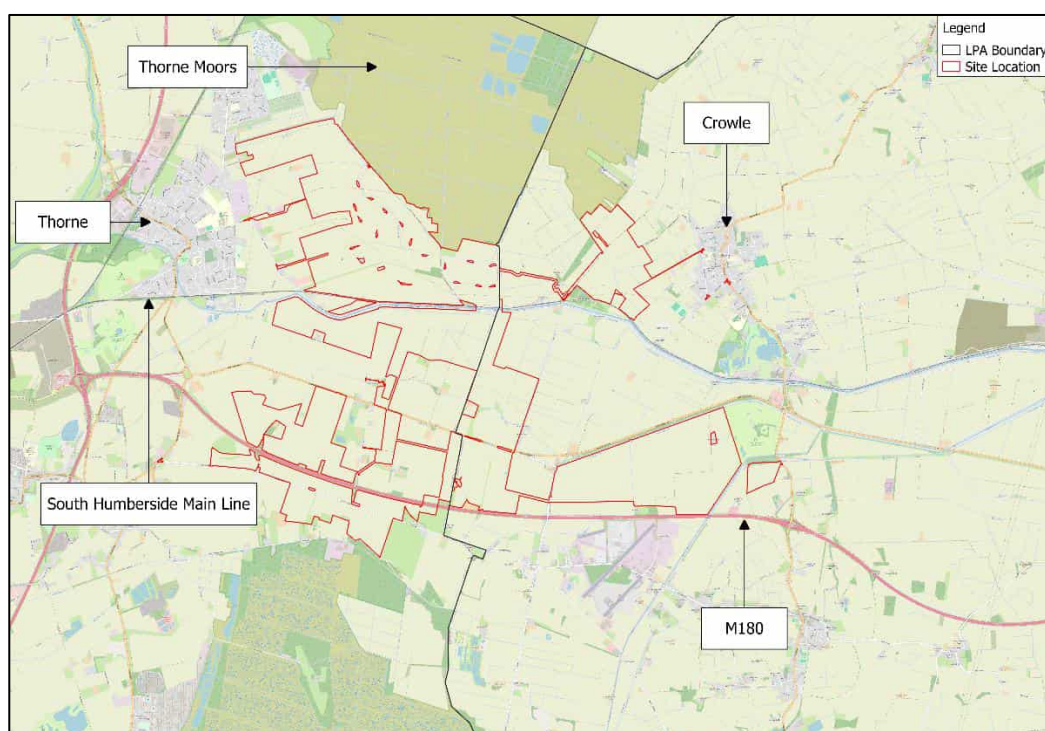 Legend
LPA Boundary
Site Location
Thorne Moors
Crowle
Thorne
South Humberside Main Line
M180